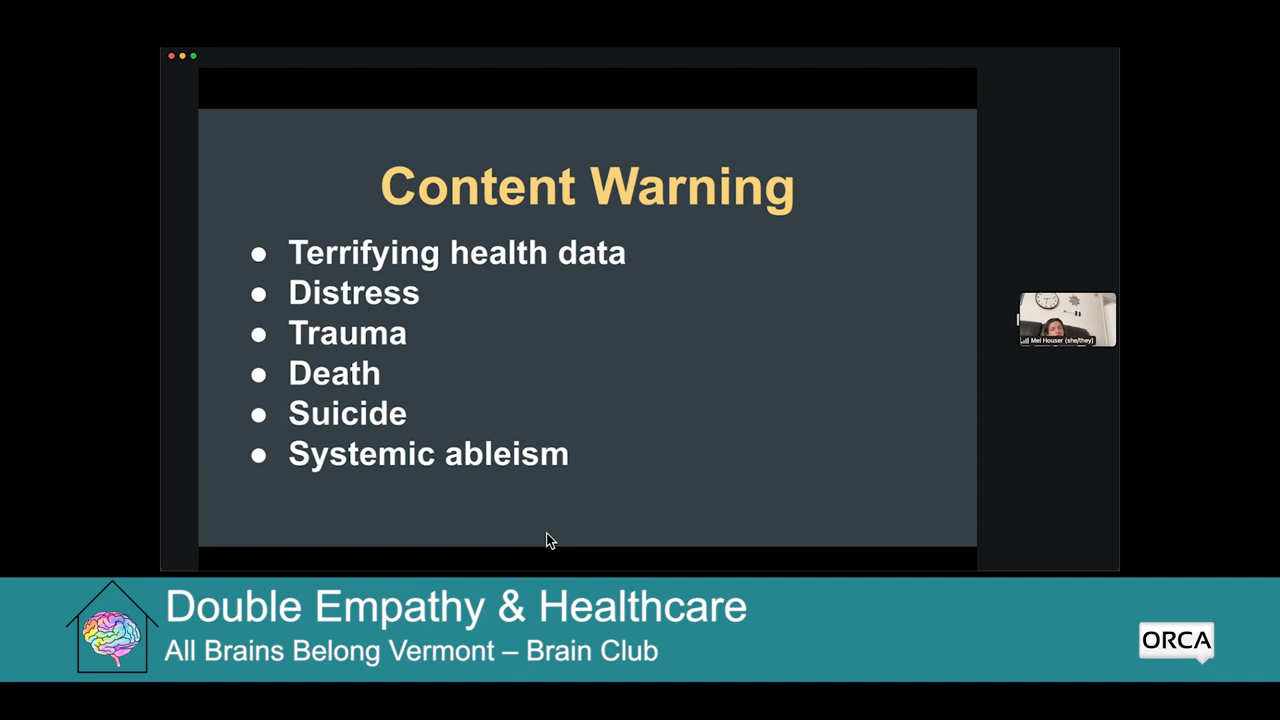 Content Warning
● Terrifying health data
● Distress
● Trauma
● Death
● Suicide
● Systemic ableism
Mel Houser (she/they)
Double Empathy & Healthcare
All Brains Belong Vermont – Brain Club
ORCA